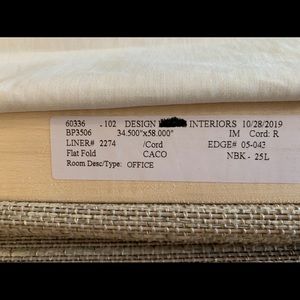 60336 -102 DESIGN INTERIORS 10/28/2019
BP3506 34.500"x58.000" IM Cord: R
LINER# 2274 /Cord EDGE# 05-043
Flat Fold CACO NBK - 25L
Room Desc/Type: OFFICE